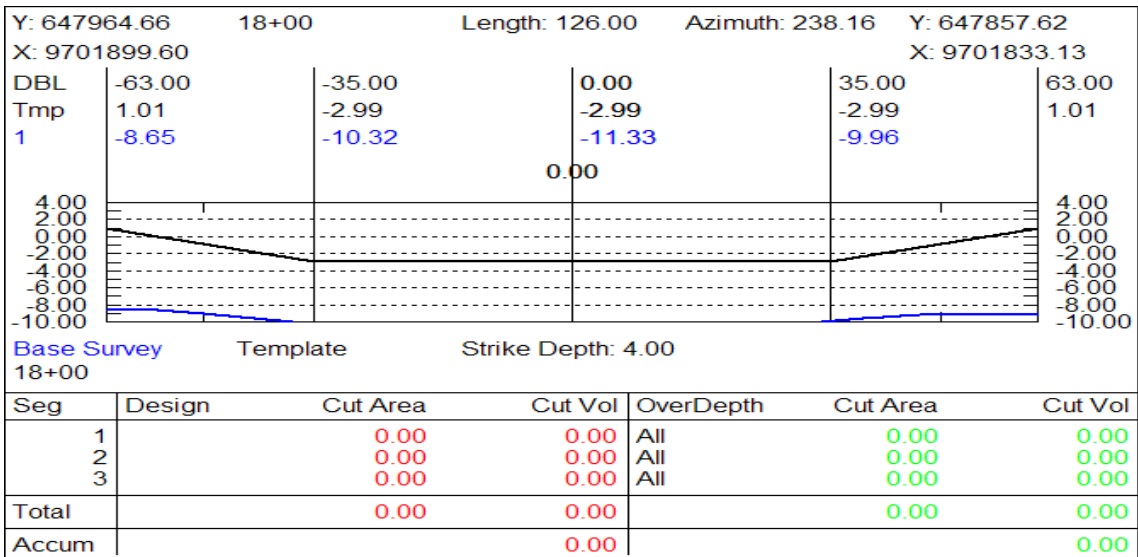 Y: 647964.66 18+00 Length: 126.00 Azimuth: 238.16 Y: 647857.62
X: 9701899.60 X: 9701833.13
DBL -63.00 -35.00 0.00 35.00 63.00
Tmp 1.01 -2.99 -2.99 -2.99 1.01
1 -8.65 -10.32 -11.33 -9.96
0.00
4.00 4.00
2.00 2.00
0.00 0.00
-2.00 -2.00
-4.00 -4.00
-6.00 -6.00
-8.00 -8.00
-10.00 -10.00
Base Survey Template Strike Depth: 4.00
18+00
Seg Design Cut Area Cut Vol OverDepth Cut Area Cut Vol
1 0.00 0.00 All 0.00 0.00
2 0.00 0.00 All 0.00 0.00
3 0.00 0.00 All 0.00 0.00
Total 0.00 0.00 0.00 0.00
Accum 0.00 0.00